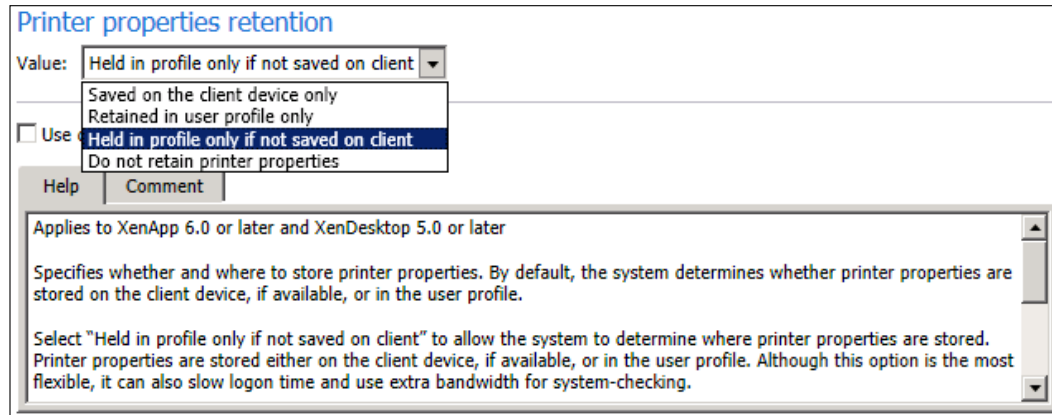 Printer properties retention
Value: Held in profile only if not saved on client
Saved on the client device only
Retained in user profile only
Use
Held in profile only if not saved on client
Do not retain printer properties
Help Comment
Applies to XenApp 6.0 or later and XenDesktop 5.0 or later
Specifies whether and where to store printer properties. By default, the system determines whether printer properties are
stored on the client device, if available, or in the user profile.
Select “Held in profile only if not saved on client” to allow the system to determine where printer properties are stored.
Printer properties are stored either on the client device, if available, or in the user profile. Although this option is the most
flexible, it can also slow logon time and use extra bandwidth for system-checking.